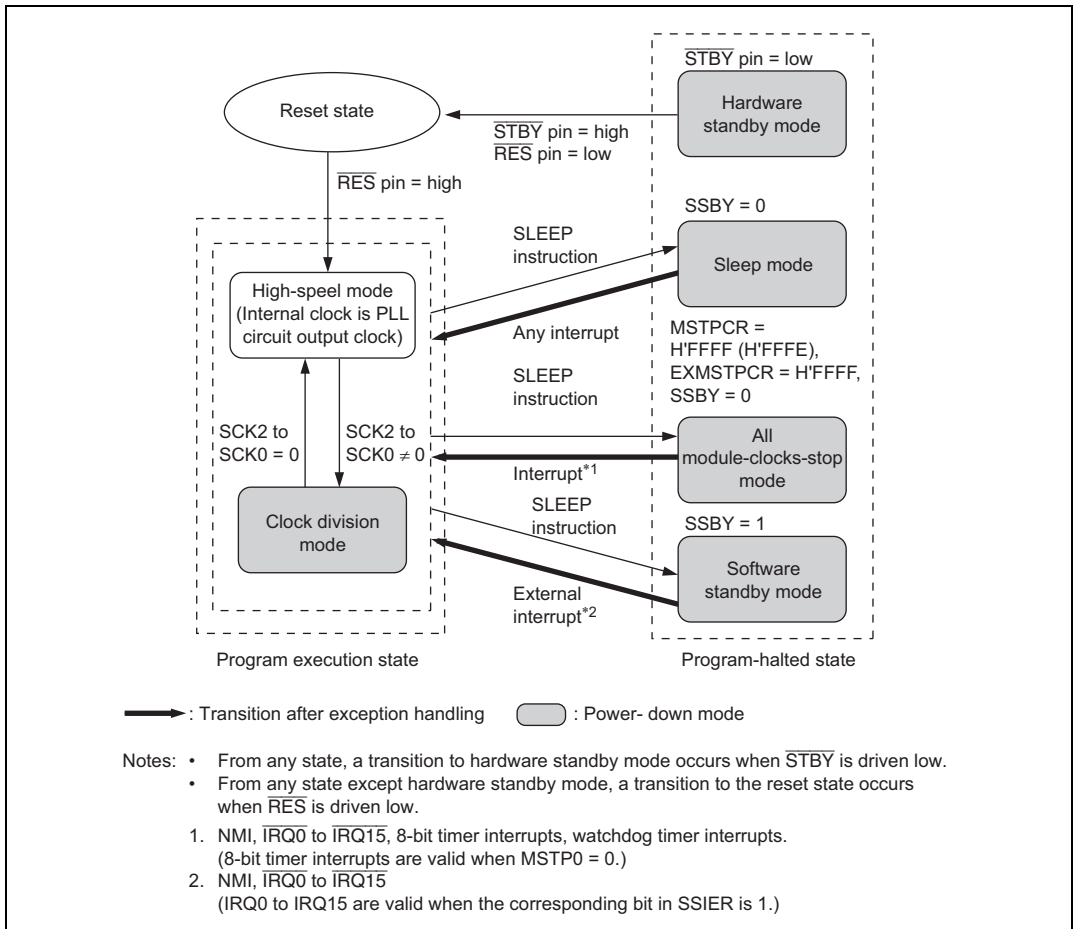 STBY pin = low
Hardware
standby mode
Reset state
STBY pin = high
RES pin = low
RES pin = high
SSBY = 0
SLEEP
instruction
Sleep mode
High-speel mode
(Internal clock is PLL
circuit output clock)
Any interrupt
MSTPCR =
H'FFFF (H'FFFE),
EXMSTPCR = H'FFFF,
SSBY = 0
SLEEP
instruction
SCK2 to
SCK0 = 0
SCK2 to
SCK0 ≠ 0
All
module-clocks-stop
mode
Interrupt*1
SLEEP
instruction
Clock division
mode
SSBY = 1
Software
standby mode
External
interrupt*2
Program execution state
Program-halted state
: Transition after exception handling
: Power- down mode
Notes: • From any state, a transition to hardware standby mode occurs when STBY is driven low.
• From any state except hardware standby mode, a transition to the reset state occurs
when RES is driven low.
1. NMI, IRQ0 to IRQ15, 8-bit timer interrupts, watchdog timer interrupts.
(8-bit timer interrupts are valid when MSTP0 = 0.)
2. NMI, IRQ0 to IRQ15
(IRQ0 to IRQ15 are valid when the corresponding bit in SSIER is 1.)